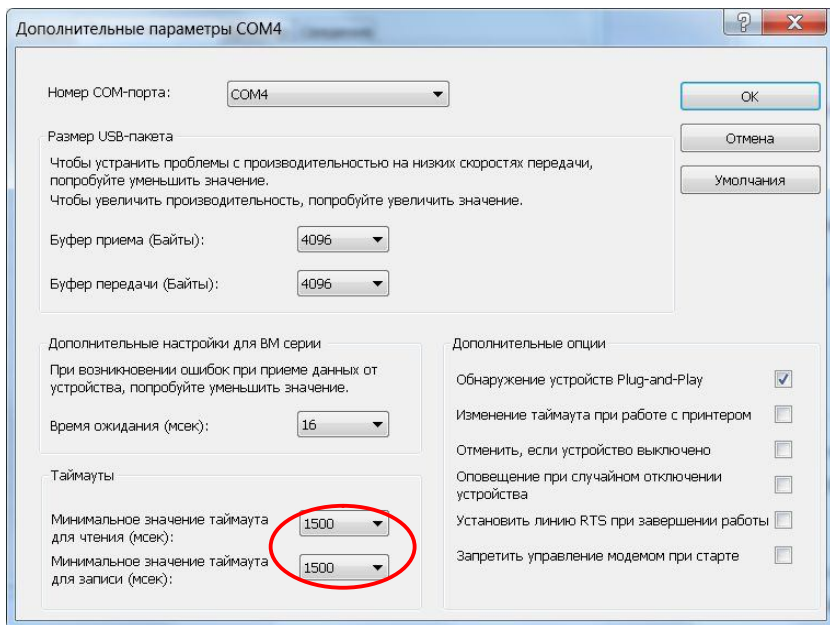 Дополнительные параметры COM4
Номер COM-порта:
COM4
OK
Отмена
Умолчания
Размер USB-пакета
Чтобы устранить проблемы с производительностью на низких скоростях передачи,
попробуйте уменьшить значение.
Чтобы увеличить производительность, попробуйте увеличить значение.
Буфер приема (Байты):
4096
Буфер передачи (Байты):
4096
Дополнительные настройки для BM серии
При возникновении ошибок при приеме данных от
устройства, попробуйте уменьшить значение.
Время ожидания (мсек):
16
Таймауты
Минимальное значение таймаута
для чтения (мсек):
1500
Минимальное значение таймаута
для записи (мсек):
1500
Дополнительные опции
Обнаружение устройств Plug-and-Play
Изменение таймаута при работе с принтером
Отменить, если устройство выключено
Оповещение при случайном отключении
устройства
Установить линию RTS при завершении работы
Запретить управление модемом при старте